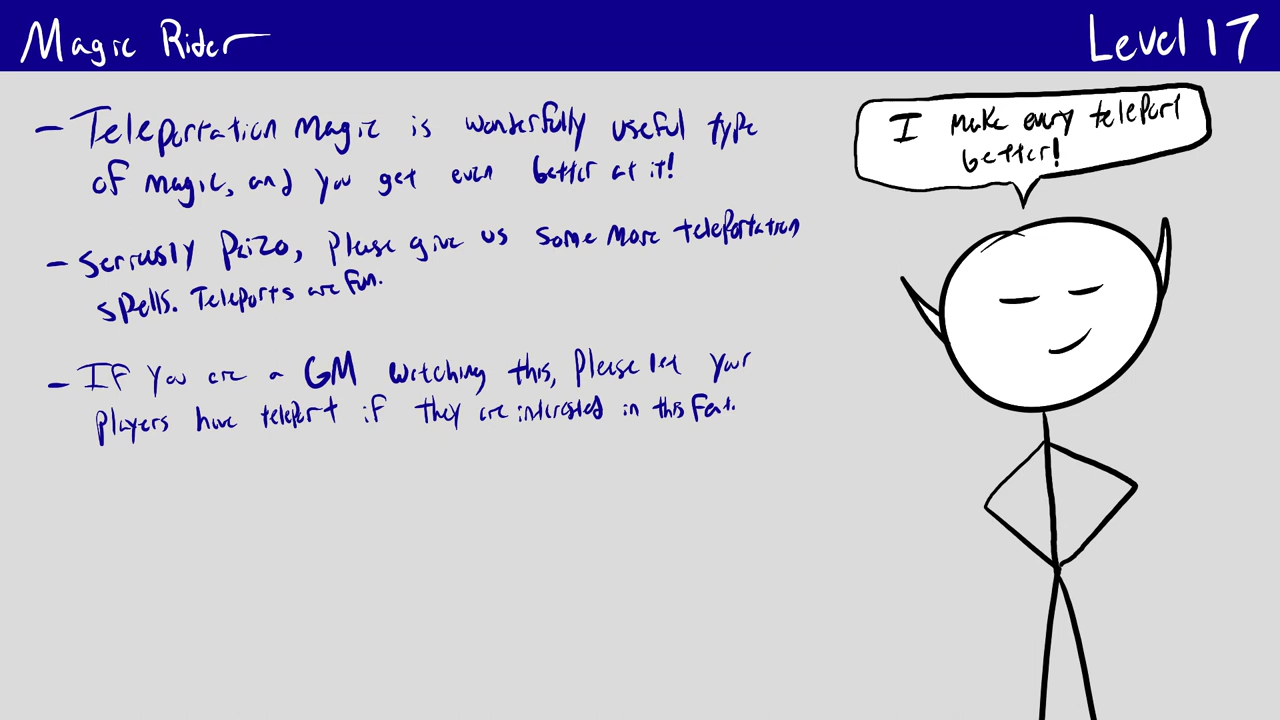 Magic Rider
Level 17
- Teleportation magic is wonderfully useful type
of magic, and you get even better at it!
- Seriously Paizo, please give us some more teleportation
spells. Teleports are fun.
- If you are a GM watching this, please let your
players have teleport if they are interested in this feat.
I make every teleport
better!